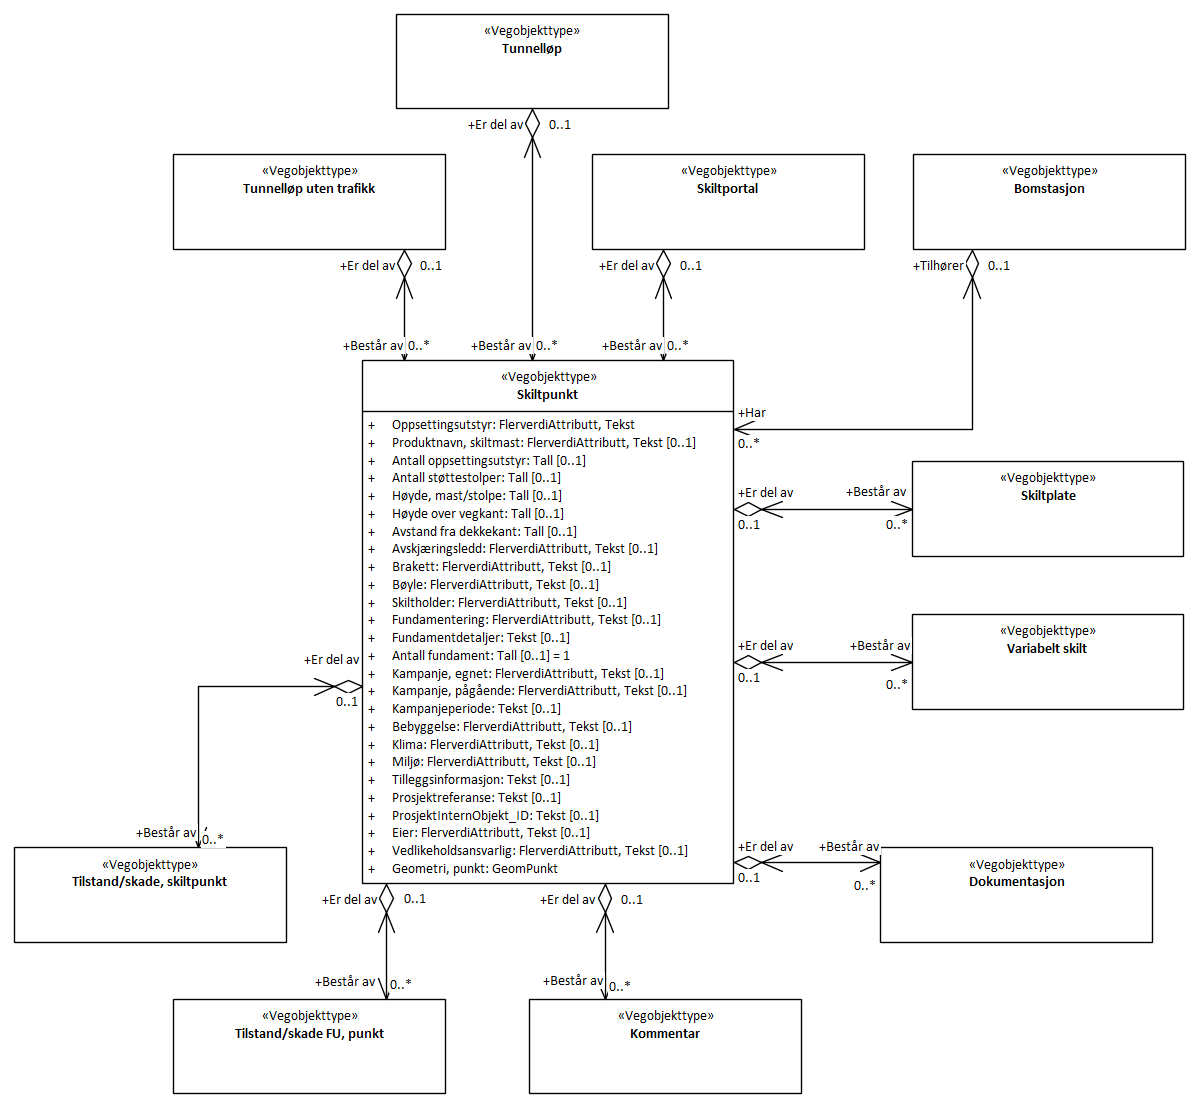 «Vegobjekttype»
Tunnelløp
+Er del av 0..1
«Vegobjekttype»
Tunnelløp uten trafikk
+Er del av 0..1
«Vegobjekttype»
Skiltportal
+Er del av 0..1
«Vegobjekttype»
Bomstasjon
+Tilhører 0..1
+Består av 0..*
+Består av 0..*
+Består av 0..*
«Vegobjekttype»
Skiltpunkt
+ Oppsettingsutstyr: FlerverdiAttributt, Tekst
+ Produktnavn, skiltmast: FlerverdiAttributt, Tekst [0..1]
+ Antall oppsettingsutstyr: Tall [0..1]
+ Antall støttestolper: Tall [0..1]
+ Høyde, mast/stolpe: Tall [0..1]
+ Høyde over vegkant: Tall [0..1]
+ Avstand fra dekkekant: Tall [0..1]
+ Avskjæringsledd: FlerverdiAttributt, Tekst [0..1]
+ Brakett: FlerverdiAttributt, Tekst [0..1]
+ Bøyle: FlerverdiAttributt, Tekst [0..1]
+ Skiltholder: FlerverdiAttributt, Tekst [0..1]
+ Fundamentering: FlerverdiAttributt, Tekst [0..1]
+ Fundamentdetaljer: Tekst [0..1]
+ Antall fundament: Tall [0..1] = 1
+ Kampanje, egnet: FlerverdiAttributt, Tekst [0..1]
+ Kampanje, pågående: FlerverdiAttributt, Tekst [0..1]
+ Kampanjeperiode: Tekst [0..1]
+ Bebyggelse: FlerverdiAttributt, Tekst [0..1]
+ Klima: FlerverdiAttributt, Tekst [0..1]
+ Miljø: FlerverdiAttributt, Tekst [0..1]
+ Tilleggsinformasjon: Tekst [0..1]
+ Prosjektreferanse: Tekst [0..1]
+ ProsjektInternObjekt_ID: Tekst [0..1]
+ Eier: FlerverdiAttributt, Tekst [0..1]
+ Vedlikeholdsansvarlig: FlerverdiAttributt, Tekst [0..1]
+ Geometri, punkt: GeomPunkt
+Har
0..*
+Er del av
0..1
+Består av
0..*
«Vegobjekttype»
Skiltplate
+Er del av
0..1
+Består av
0..*
«Vegobjekttype»
Variabelt skilt
+Er del av
0..1
+Består av
0..*
«Vegobjekttype»
Dokumentasjon
+Er del av
0..1
+Består av
0..*
«Vegobjekttype»
Tilstand/skade, skiltpunkt
+Er del av 0..1
+Består av 0..*
«Vegobjekttype»
Tilstand/skade FU, punkt
+Er del av 0..1
+Består av 0..*
«Vegobjekttype»
Kommentar